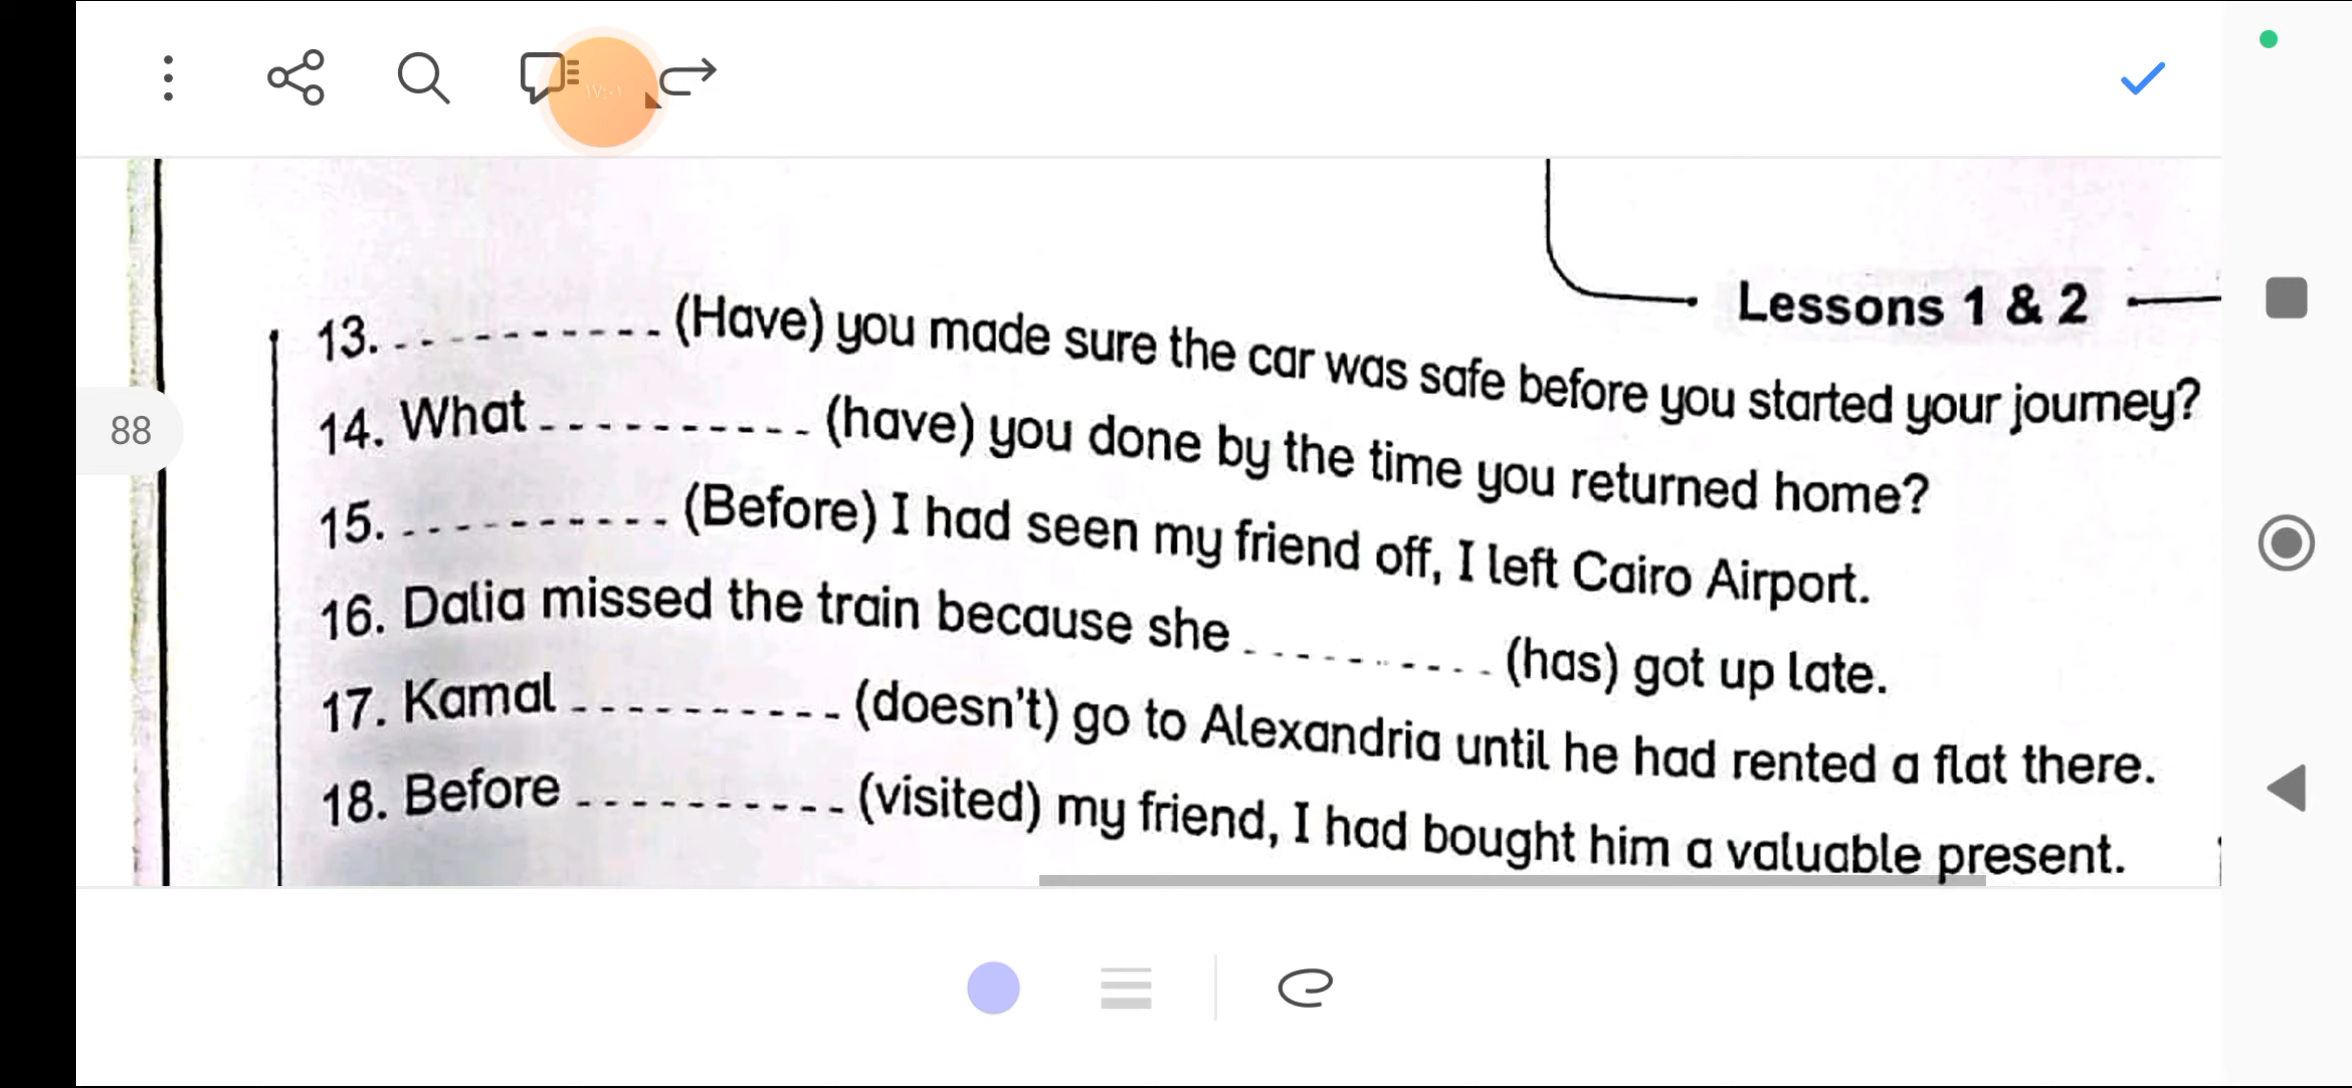 ١٧:٠١
Lessons 1 & 2
13. ---------- (Have) you made sure the car was safe before you started your journey?
88
14. What ---------- (have) you done by the time you returned home?
15. ---------- (Before) I had seen my friend off, I left Cairo Airport.
16. Dalia missed the train because she ---------- (has) got up late.
17. Kamal ---------- (doesn't) go to Alexandria until he had rented a flat there.
18. Before ---------- (visited) my friend, I had bought him a valuable present.